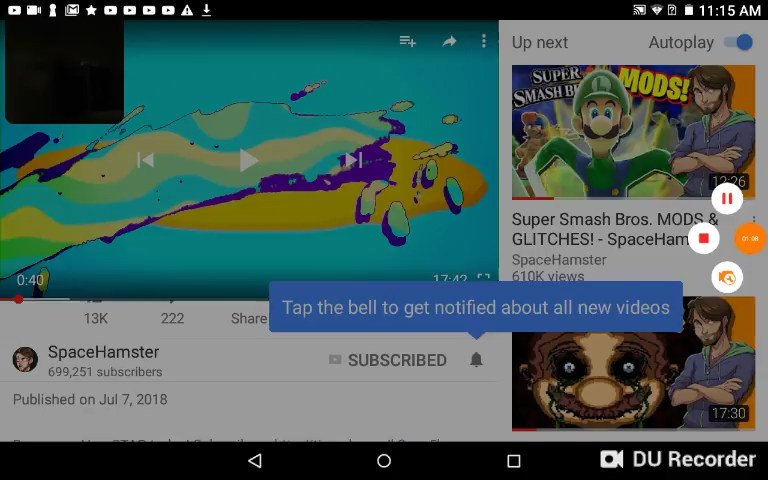 11:15 AM
Up next
Autoplay
SUPER
SMASH
MODS!
12:26
01:08
Super Smash Bros. MODS &
GLITCHES! - SpaceHam
SpaceHamster
610K views
0:40
17:42
Tap the bell to get notified about all new videos
13K
222
Share
SpaceHamster
699,251 subscribers
SUBSCRIBED
Published on Jul 7, 2018
17:30
DU Recorder